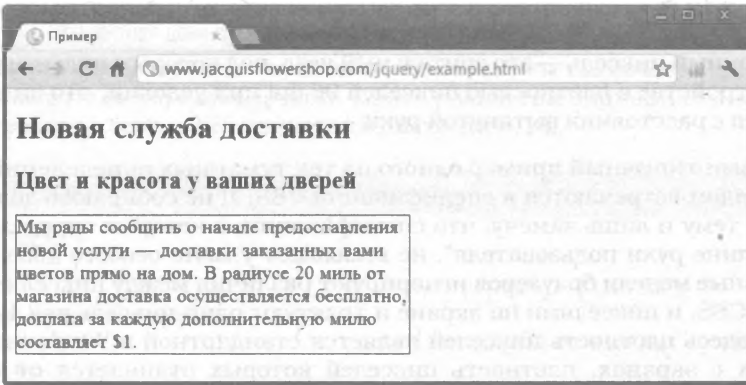 Пример
www.jacquisflowershop.com/jquery/example.html
Новая служба доставки
Цвет и красота у ваших дверей
Мы рады сообщить о начале предоставления
новой услуги — доставки заказанных вами
цветов прямо на дом. В радиусе 20 миль от
магазина доставка осуществляется бесплатно,
доплата за каждую дополнительную милю
составляет $1.